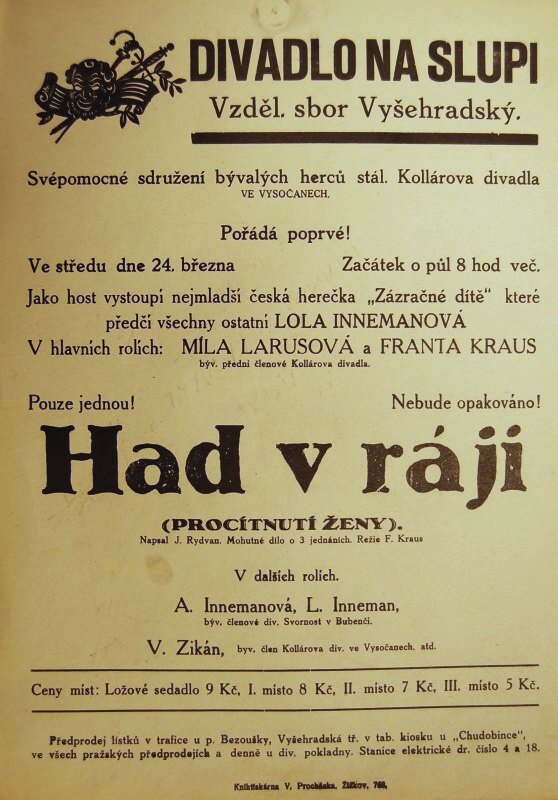 DIVADLO NA SLUPI
Vzděl. sbor Vyšehradský.
Svépomocné sdružení bývalých herců stál. Kollárova divadla
VE VYSOČANECH.
Pořádá poprvé!
Ve středu dne 24. března Začátek o půl 8 hod več.
Jako host vystoupí nejmladší česká herečka „Zázračné dítě“ které
předčí všechny ostatní LOLA INNEMANOVÁ
V hlavních rolích: MÍLA LARUSOVÁ a FRANTA KRAUS
býv. přední členové Kollárova divadla.
Pouze jednou! Nebude opakováno!
Had v ráji
(PROCÍTNUTÍ ŽENY).
Napsal J. Rydvan. Mohutné dílo o 3 jednáních. Režie F. Kraus
V dalších rolích.
A. Innemanová, L. Inneman,
býv. členové div. Svornost v Bubenči.
V. Zikán, byv. člen Kollárova div. ve Vysočanech. atd.
Ceny míst: Ložové sedadlo 9 Kč, I. místo 8 Kč, II. místo 7 Kč, III. místo 5 Kč.
Předprodej lístků v trafice u p. Bezoušky, Vyšehradská tř. v tab. kiosku u „Chudobince“,
ve všech pražských předprodejích a denně u div. pokladny. Stanice elektrické dr. číslo 4 a 18.
Knihtiskárna V. Procházka, Žižkov, 768.